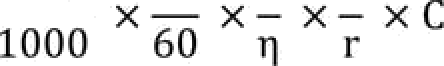 × — × — × — × C
1000 60 η r